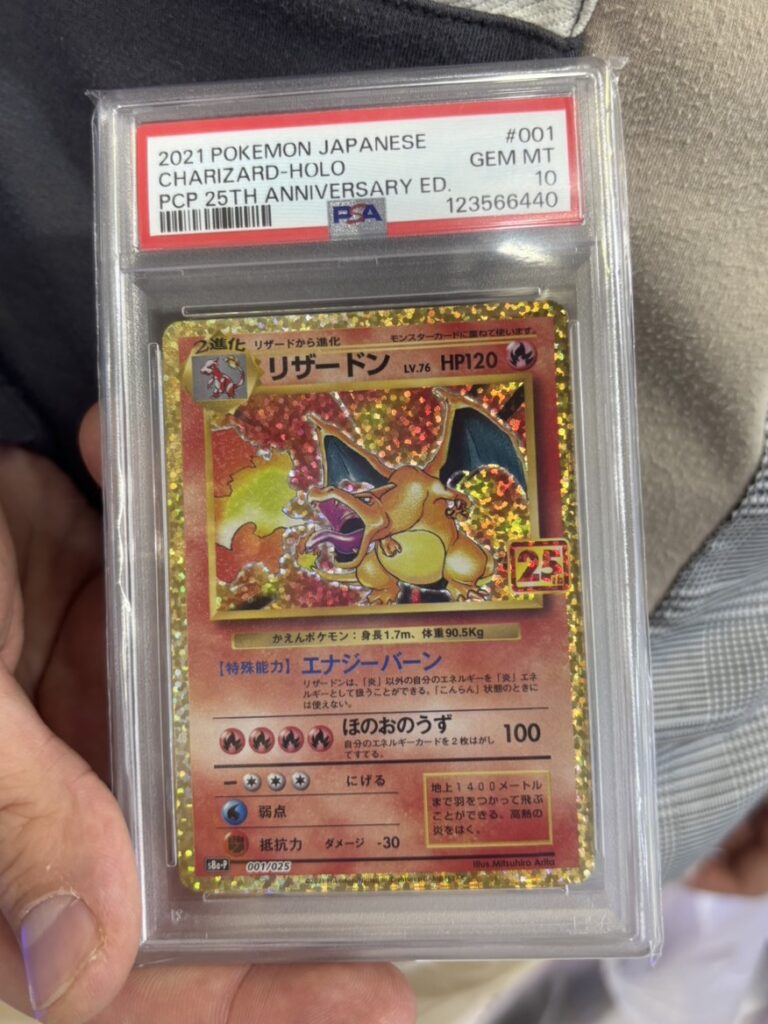 2021 POKEMON JAPANESE #001
CHARIZARD-HOLO GEM MT
PCP 25TH ANNIVERSARY ED. 10
PSA 123566440
2進化 リザードから進化 モンスターカードに重ねて使います。
リザードン LV.76 HP120
25
かえんポケモン：身長1.7m、体重90.5Kg
【特殊能力】エナジーバーン
リザードンは、「炎」以外の自分のエネルギーを「炎」エネ
ルギーとして扱うことができる。「こんらん」状態のときに
は使えない。
ほのおのうず 100
自分のエネルギーカードを2枚はがし
てすてる。
にげる
弱点
抵抗力 ダメージ -30
地上1400メートル
まで羽をつかって飛ぶ
ことができる。高熱の
炎をはく。
s8a-P 001/025
Illus.Mitsuhiro Arita